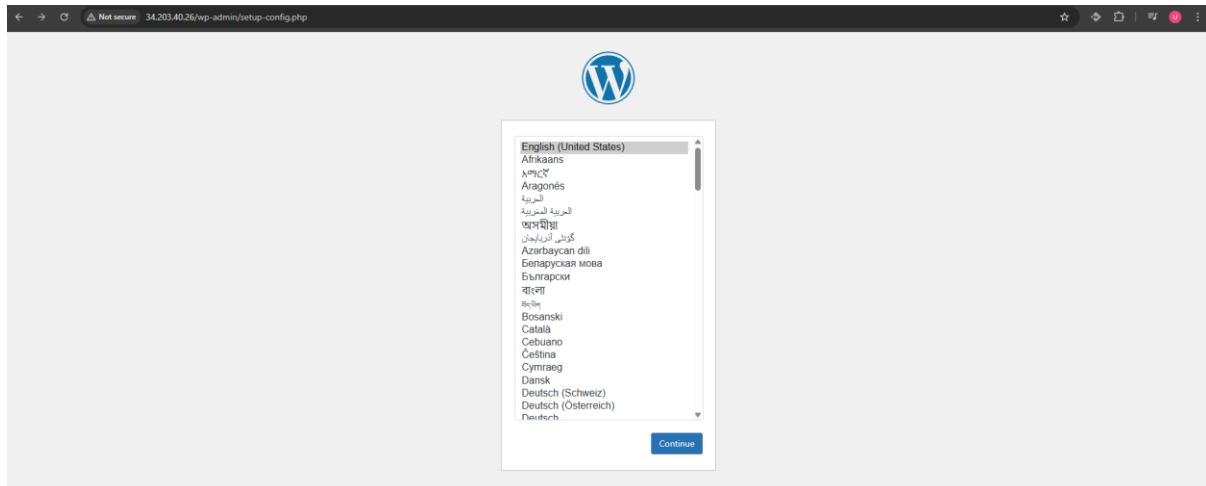 Not secure 34.203.40.26/wp-admin/setup-config.php
English (United States)
Afrikaans
አማርኛ
Aragonés
العربية
العربية المغربية
অসমীয়া
گؤنئی آذربایجان
Azərbaycan dili
Беларуская мова
Български
বাংলা
བོད་ཡིག
Bosanski
Català
Cebuano
Čeština
Cymraeg
Dansk
Deutsch (Schweiz)
Deutsch (Österreich)
Deutsch
Continue